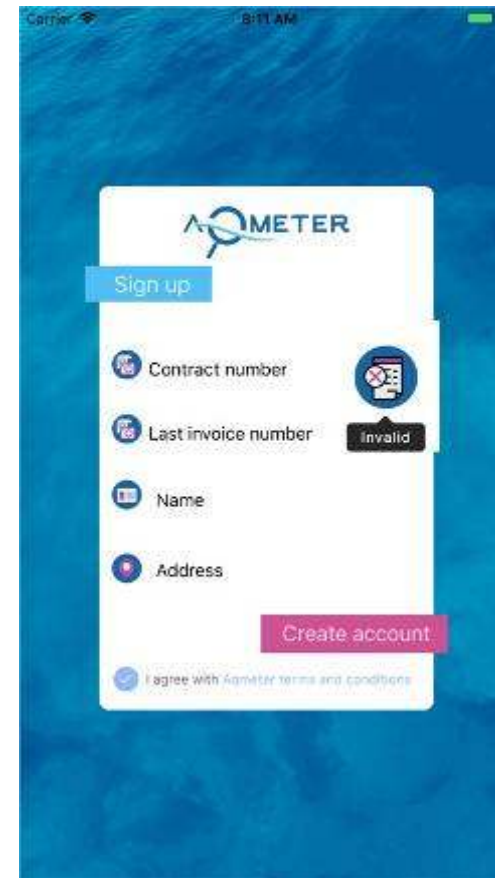 Carrier 8:11 AM
AQMETER
Sign up
Contract number
Last invoice number
Invalid
Name
Address
Create account
I agree with Aqmeter terms and conditions